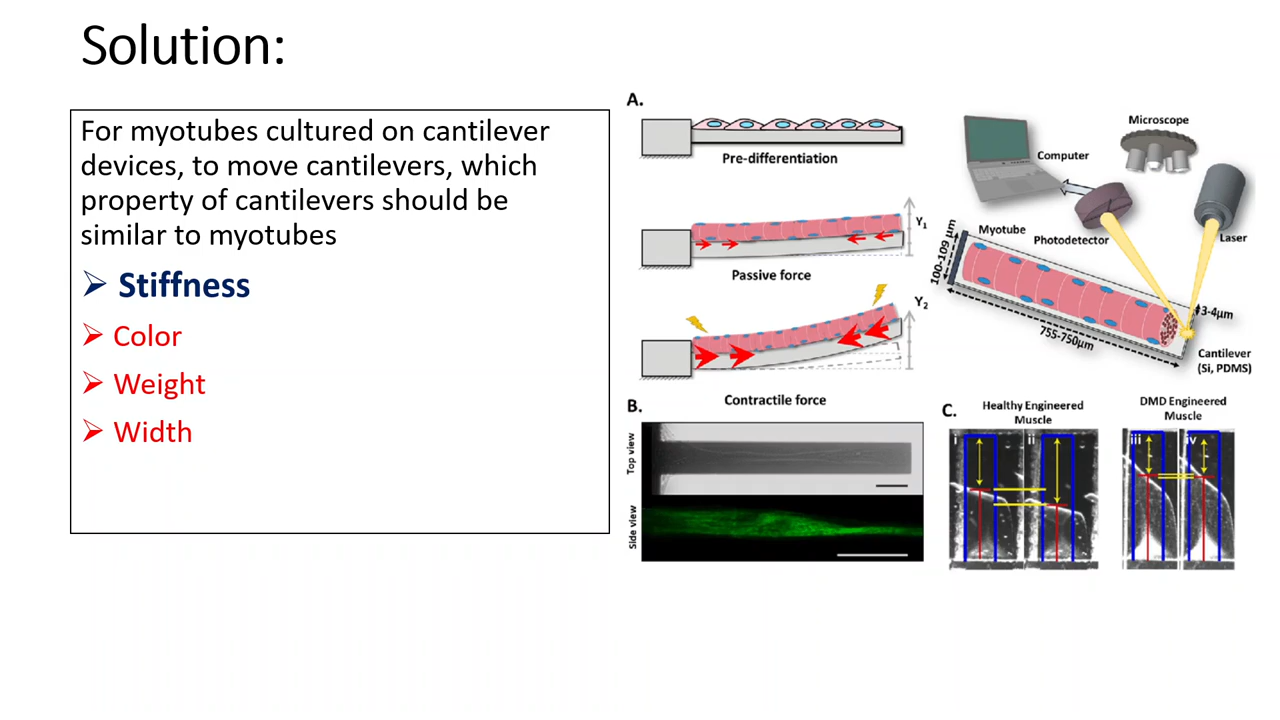 Solution:
For myotubes cultured on cantilever
devices, to move cantilevers, which
property of cantilevers should be
similar to myotubes
Stiffness
Color
Weight
Width
A.
Pre-differentiation
Y1
Passive force
Y2
Contractile force
Microscope
Computer
Photodetector
Laser
Myotube
100-109 µm
755-750µm
3-4µm
Cantilever
(Si, PDMS)
B.
Top view
Side view
C.
Healthy Engineered
Muscle
DMD Engineered
Muscle
i
ii
iii
iv